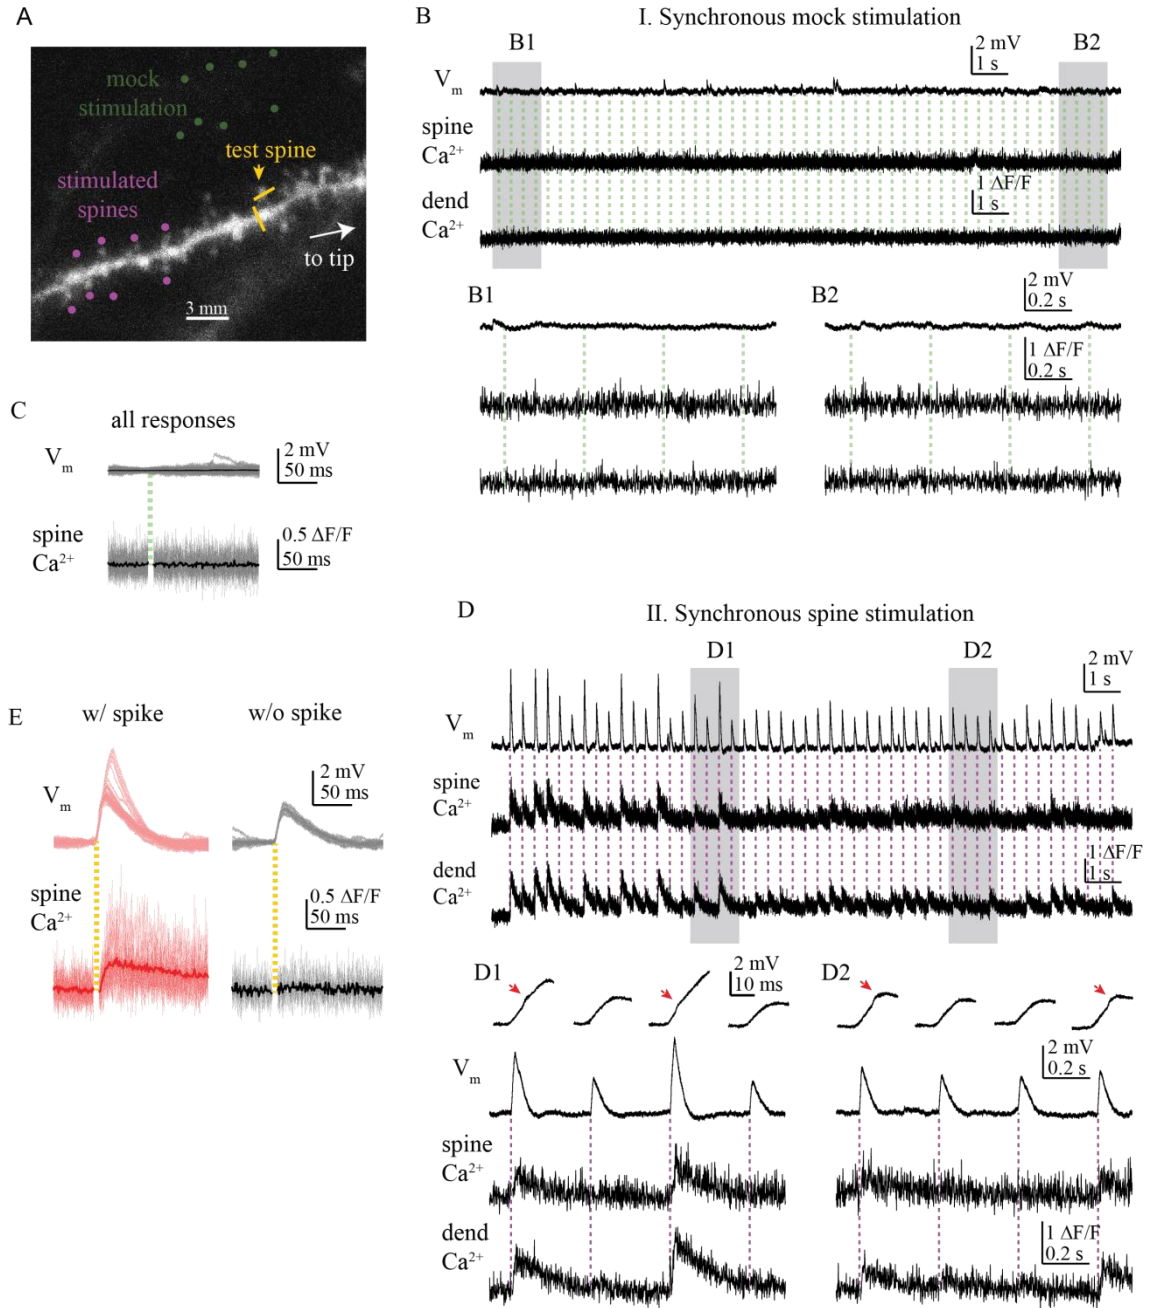 A
mock
stimulation
test spine
stimulated
spines
to tip
3 mm
B
I. Synchronous mock stimulation
B1
B2
2 mV
1 s
Vm
spine
Ca2+
1 ΔF/F
1 s
dend
Ca2+
B1
B2
2 mV
0.2 s
1 ΔF/F
0.2 s
C
all responses
Vm
2 mV
50 ms
spine
Ca2+
0.5 ΔF/F
50 ms
D
II. Synchronous spine stimulation
D1
D2
2 mV
1 s
Vm
spine
Ca2+
dend
Ca2+
1 ΔF/F
1 s
D1
2 mV
10 ms
D2
Vm
2 mV
0.2 s
spine
Ca2+
dend
Ca2+
1 ΔF/F
0.2 s
E
w/ spike
w/o spike
Vm
2 mV
50 ms
spine
Ca2+
0.5 ΔF/F
50 ms